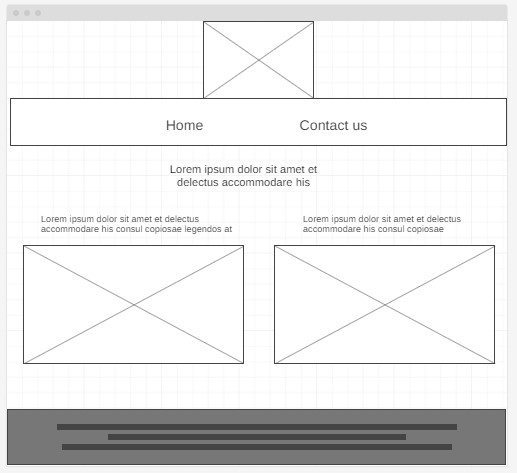 Home
Contact us
Lorem ipsum dolor sit amet et
delectus accommodare his
Lorem ipsum dolor sit amet et delectus
accommodare his consul copiosae legendos at
Lorem ipsum dolor sit amet et delectus
accommodare his consul copiosae